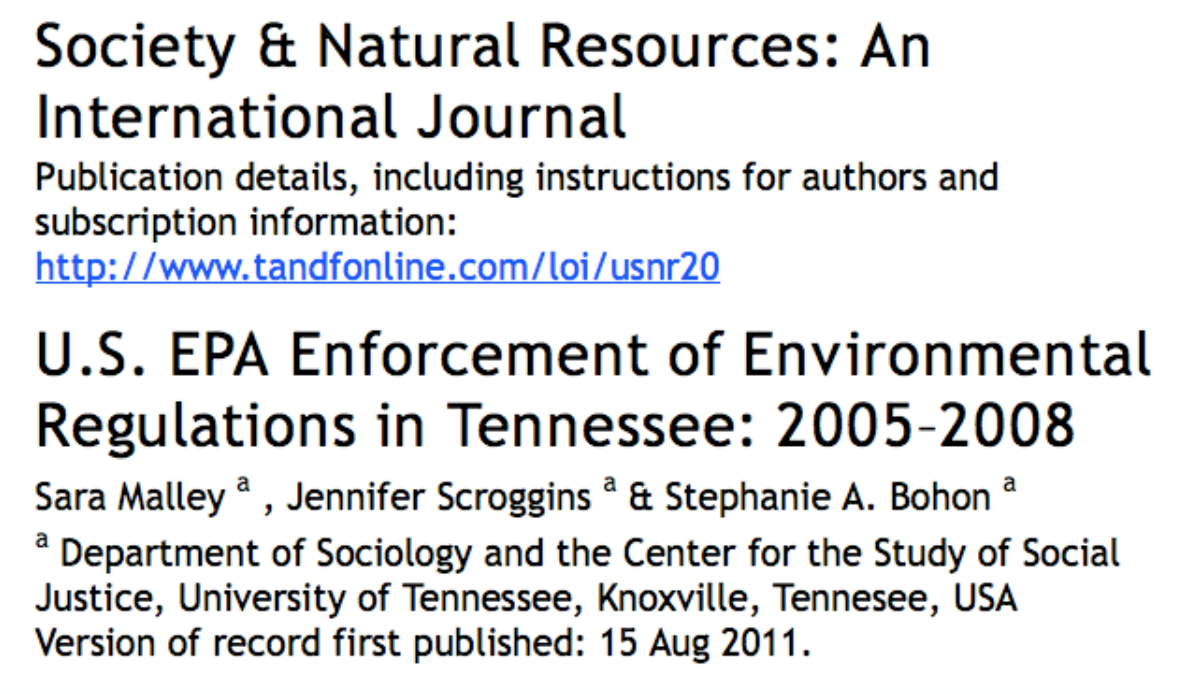 Society & Natural Resources: An
International Journal
Publication details, including instructions for authors and
subscription information:
http://www.tandfonline.com/loi/usnr20
U.S. EPA Enforcement of Environmental
Regulations in Tennessee: 2005–2008
Sara Malley a , Jennifer Scroggins a & Stephanie A. Bohon a
a Department of Sociology and the Center for the Study of Social
Justice, University of Tennessee, Knoxville, Tennesee, USA
Version of record first published: 15 Aug 2011.